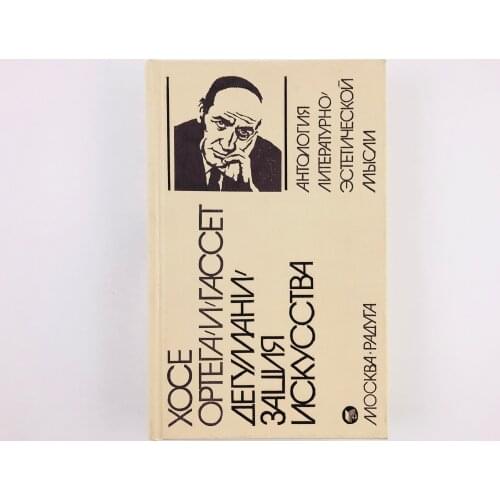 ХОСЕ
ОРТЕГА/И/ГАССЕТ
ДЕГУМАНИ/
ЗАЦИЯ
ИСКУССТВА
АНТОЛОГИЯ
ЛИТЕРАТУРНО/
ЭСТЕТИЧЕСКОЙ
МЫСЛИ
МОСКВА·РАДУГА